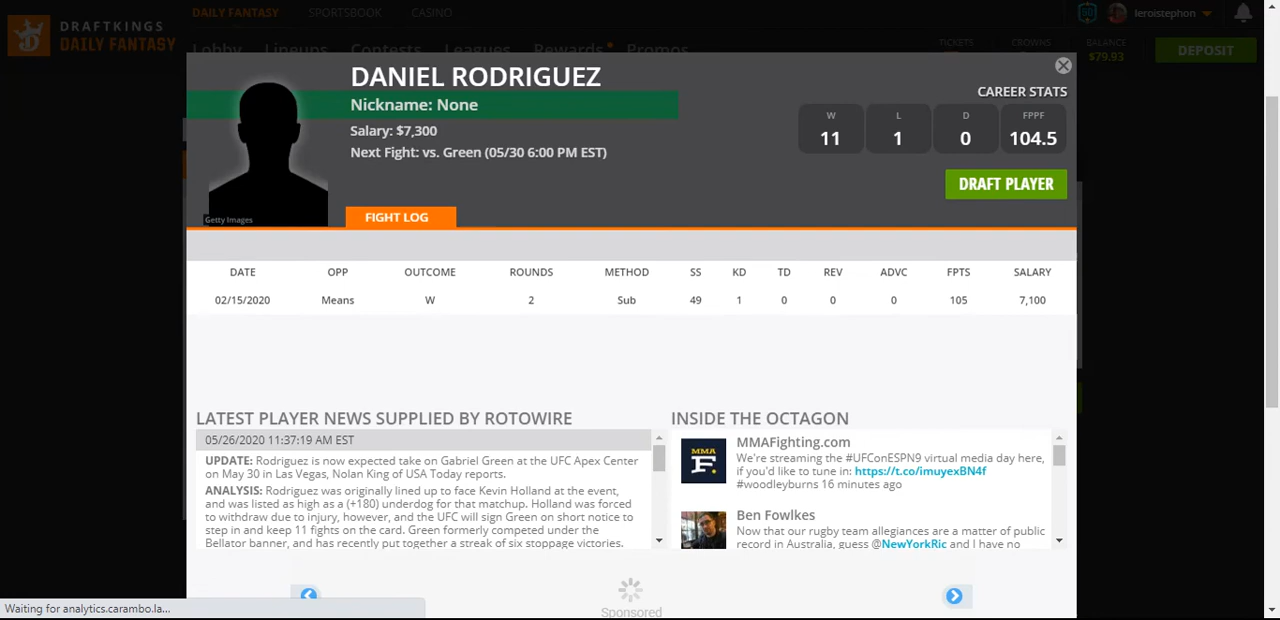 DRAFTKINGS
DAILY FANTASY
DAILY FANTASY SPORTSBOOK CASINO
leroistephon
Lobby Lineups Contests Leagues Rewards Promos
TICKETS CROWNS BALANCE
$79.93
DEPOSIT
DANIEL RODRIGUEZ
Nickname: None
Salary: $7,300
Next Fight: vs. Green (05/30 6:00 PM EST)
CAREER STATS
W L D FPPF
11 1 0 104.5
DRAFT PLAYER
Getty Images
FIGHT LOG
DATE OPP OUTCOME ROUNDS METHOD SS KD TD REV ADVC FPTS SALARY
02/15/2020 Means W 2 Sub 49 1 0 0 0 105 7,100
LATEST PLAYER NEWS SUPPLIED BY ROTOWIRE
05/26/2020 11:37:19 AM EST
UPDATE: Rodriguez is now expected take on Gabriel Green at the UFC Apex Center
on May 30 in Las Vegas, Nolan King of USA Today reports.
ANALYSIS: Rodriguez was originally lined up to face Kevin Holland at the event,
and was listed as high as a (+180) underdog for that matchup. Holland was forced
to withdraw due to injury, however, and the UFC will sign Green on short notice to
step in and keep 11 fights on the card. Green formerly competed under the
Bellator banner, and has recently put together a streak of six stoppage victories.
INSIDE THE OCTAGON
MMA
F.
MMAFighting.com
We're streaming the #UFConESPN9 virtual media day here,
if you'd like to tune in: https://t.co/imuyexBN4f
#woodleyburns 16 minutes ago
Ben Fowlkes
Now that our rugby team allegiances are a matter of public
record in Australia, guess @NewYorkRic and I have no
Sponsored
Waiting for analytics.carambo.la...